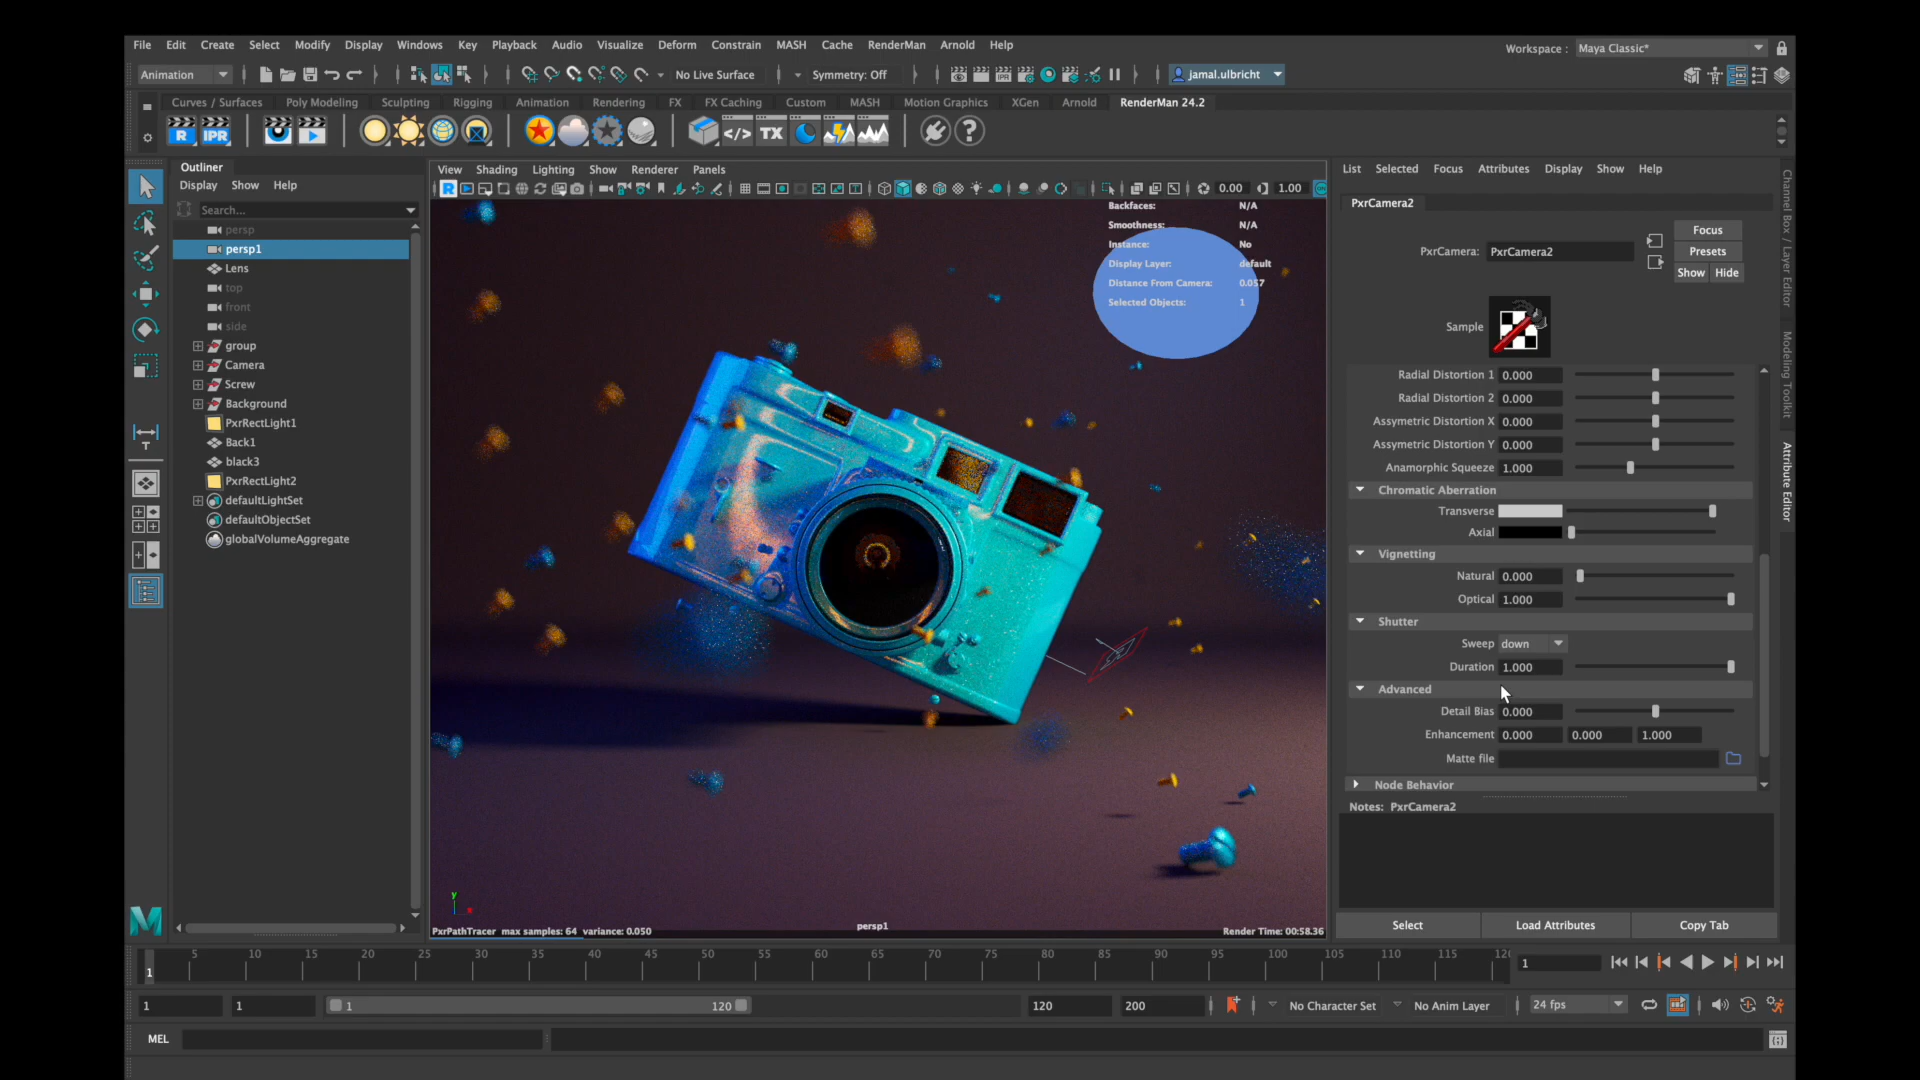 File Edit Create Select Modify Display Windows Key Playback Audio Visualize Deform Constrain MASH Cache RenderMan Arnold Help
Workspace : Maya Classic*
Animation No Live Surface Symmetry: Off jamal.ulbricht
Curves / Surfaces Poly Modeling Sculpting Rigging Animation Rendering FX FX Caching Custom MASH Motion Graphics XGen Arnold RenderMan 24.2
R IPR </> TX ?
Outliner
Display Show Help
Search...
persp
persp1
Lens
top
front
side
group
Camera
Screw
Background
PxrRectLight1
Back1
black3
PxrRectLight2
defaultLightSet
defaultObjectSet
globalVolumeAggregate
View Shading Lighting Show Renderer Panels
R 0.00 1.00
Backfaces: N/A
Smoothness: N/A
Instance: No
Display Layer: default
Distance From Camera: 0.057
Selected Objects: 1
y
x
PxrPathTracer max samples: 64 variance: 0.050
persp1
Render Time: 00:58.36
List Selected Focus Attributes Display Show Help
PxrCamera2
PxrCamera: PxrCamera2
Focus
Presets
Show Hide
Sample
Radial Distortion 1 0.000
Radial Distortion 2 0.000
Assymetric Distortion X 0.000
Assymetric Distortion Y 0.000
Anamorphic Squeeze 1.000
Chromatic Aberration
Transverse
Axial
Vignetting
Natural 0.000
Optical 1.000
Shutter
Sweep down
Duration 1.000
Advanced
Detail Bias 0.000
Enhancement 0.000 0.000 1.000
Matte file
Node Behavior
Notes: PxrCamera2
Select Load Attributes Copy Tab
Channel Box / Layer Editor
Modeling Toolkit
Attribute Editor
M
1 5 10 15 20 25 30 35 40 45 50 55 60 65 70 75 80 85 90 95 100 105 110 115 120
1
1 1 1 120 120 200 No Character Set No Anim Layer 24 fps
MEL